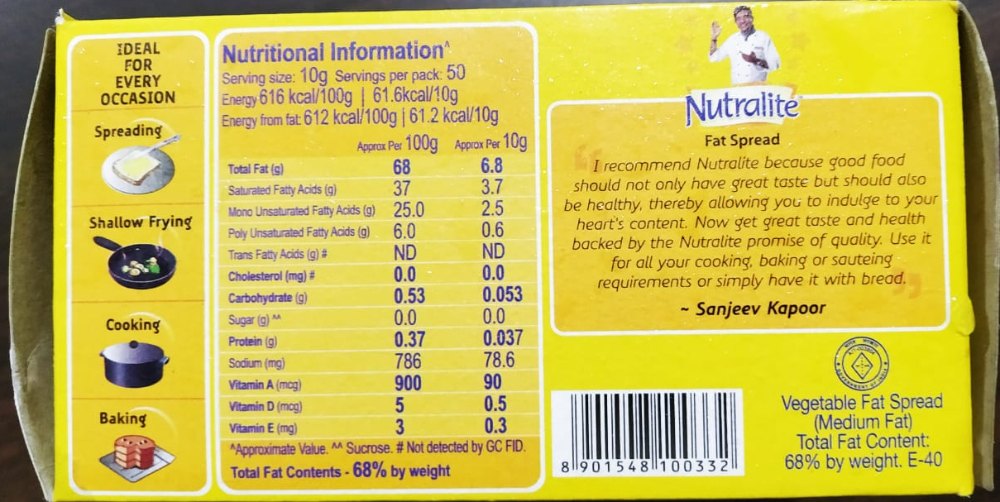 IDEAL
FOR
EVERY
OCCASION
Spreading
Shallow Frying
Cooking
Baking
Nutritional Information^
Serving size: 10g Servings per pack: 50
Energy 616 kcal/100g | 61.6kcal/10g
Energy from fat: 612 kcal/100g | 61.2 kcal/10g
Approx Per 100g Approx Per 10g
Total Fat (g) 68 6.8
Saturated Fatty Acids (g) 37 3.7
Mono Unsaturated Fatty Acids (g) 25.0 2.5
Poly Unsaturated Fatty Acids (g) 6.0 0.6
Trans Fatty Acids (g) # ND ND
Cholesterol (mg) # 0.0 0.0
Carbohydrate (g) 0.53 0.053
Sugar (g) ^^ 0.0 0.0
Protein (g) 0.37 0.037
Sodium (mg) 786 78.6
Vitamin A (mcg) 900 90
Vitamin D (mcg) 5 0.5
Vitamin E (mg) 3 0.3
^Approximate Value. ^^ Sucrose. # Not detected by GC FID.
Total Fat Contents - 68% by weight
Nutralite
Fat Spread
“I recommend Nutralite because good food
should not only have great taste but should also
be healthy, thereby allowing you to indulge to your
heart's content. Now get great taste and health
backed by the Nutralite promise of quality. Use it
for all your cooking, baking or sauteing
requirements or simply have it with bread.”
~ Sanjeev Kapoor
8 901548 100332
Vegetable Fat Spread
(Medium Fat)
Total Fat Content:
68% by weight. E-40